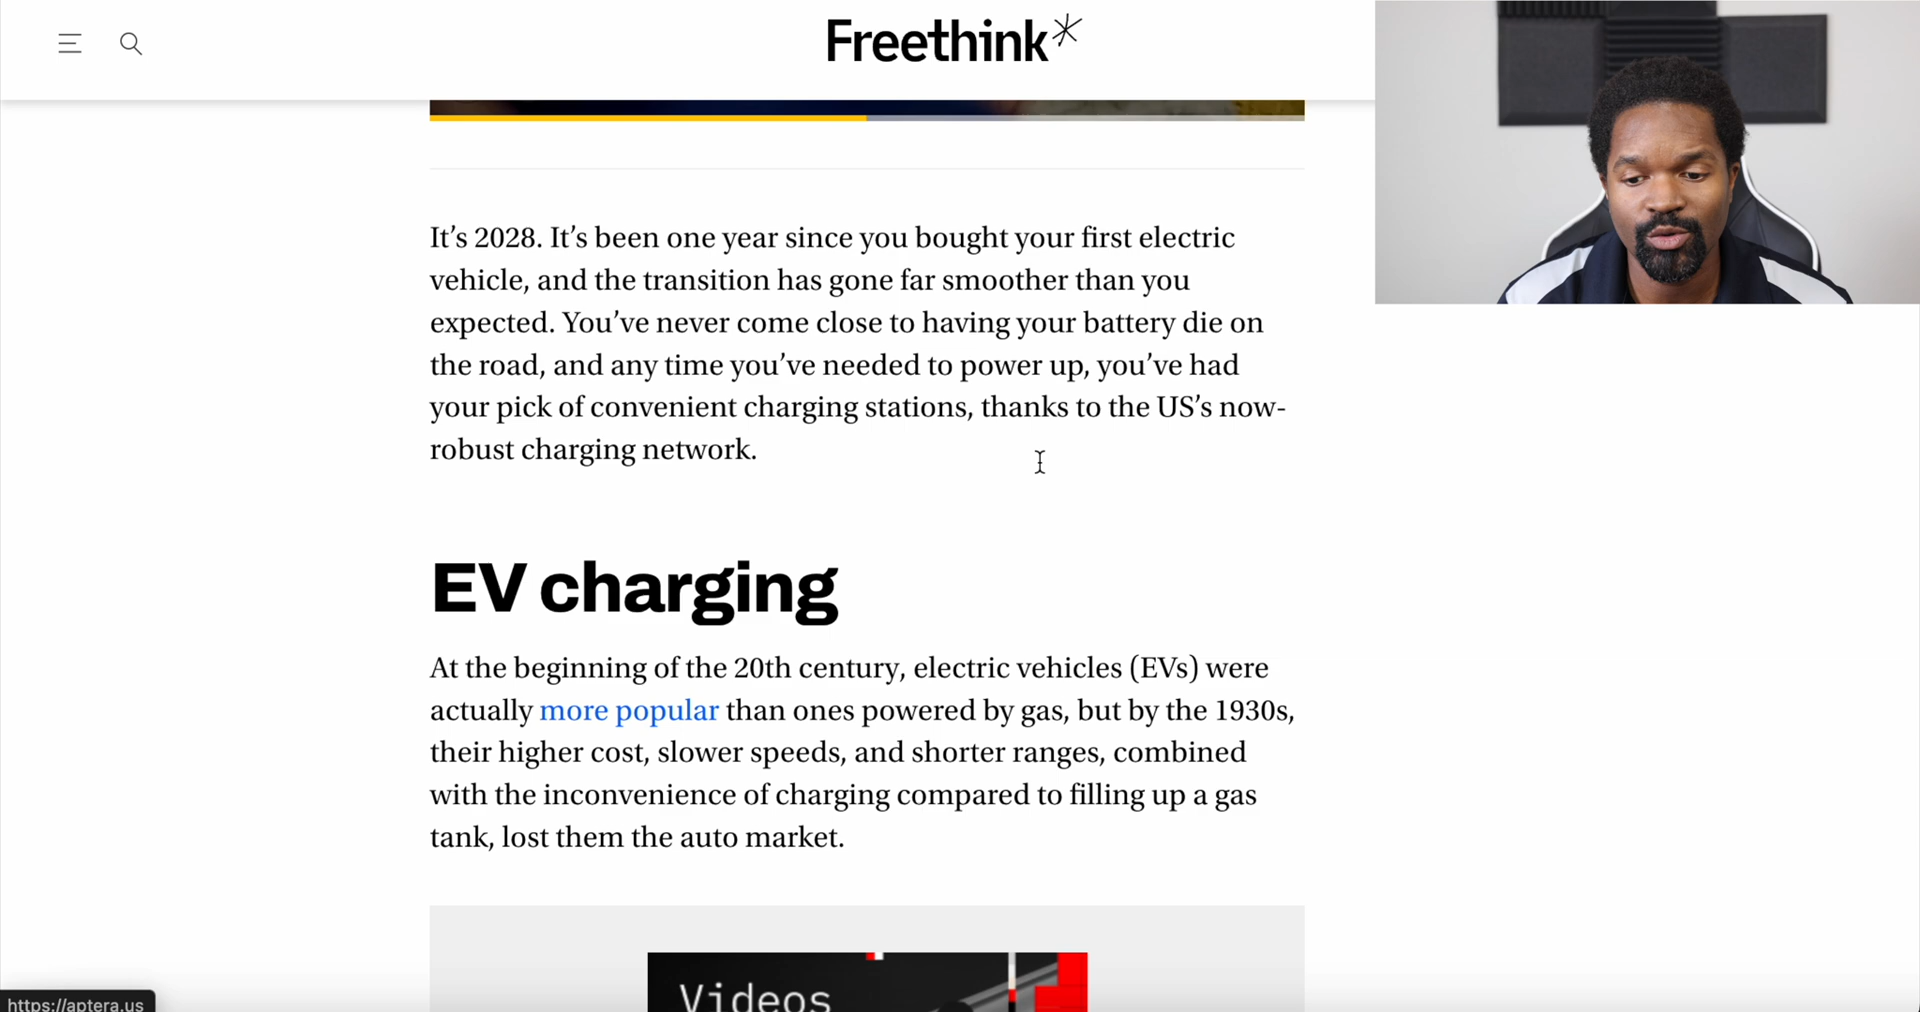 Freethink*
It’s 2028. It’s been one year since you bought your first electric
vehicle, and the transition has gone far smoother than you
expected. You’ve never come close to having your battery die on
the road, and any time you’ve needed to power up, you’ve had
your pick of convenient charging stations, thanks to the US’s now-
robust charging network.
EV charging
At the beginning of the 20th century, electric vehicles (EVs) were
actually more popular than ones powered by gas, but by the 1930s,
their higher cost, slower speeds, and shorter ranges, combined
with the inconvenience of charging compared to filling up a gas
tank, lost them the auto market.
Videos
https://aptera.us